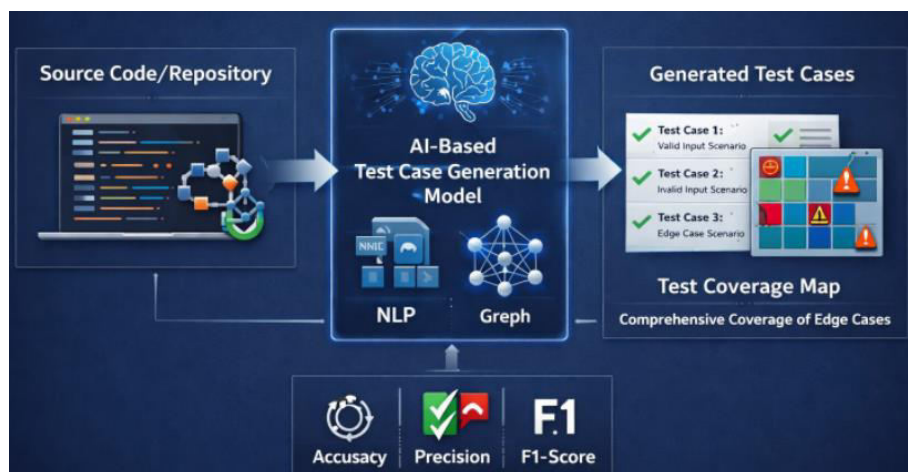 Source Code/Repository
AI-Based
Test Case Generation
Model
NLP
Greph
Generated Test Cases
Test Case 1:
Valid Input Scenario
Test Case 2:
Invalid Input Scenario
Test Case 3:
Edge Case Scenario
Test Coverage Map
Comprehensive Coverage of Edge Cases
Accusacy
Precision
F1
F1-Score